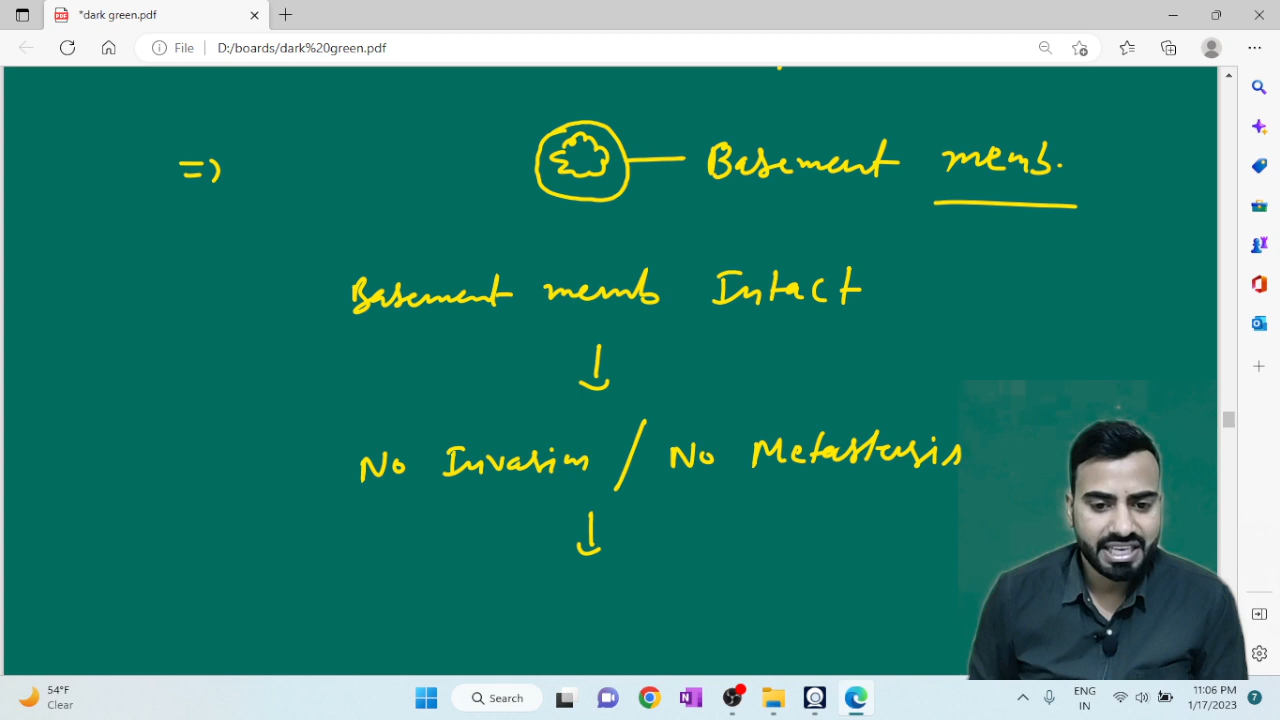 *dark green.pdf
File D:/boards/dark%20green.pdf
=> Basement memb.
Basement memb Intact
↓
No Invasion / No Metastasis
↓
54°F
Clear
Search
ENG
IN
11:06 PM
1/17/2023
7